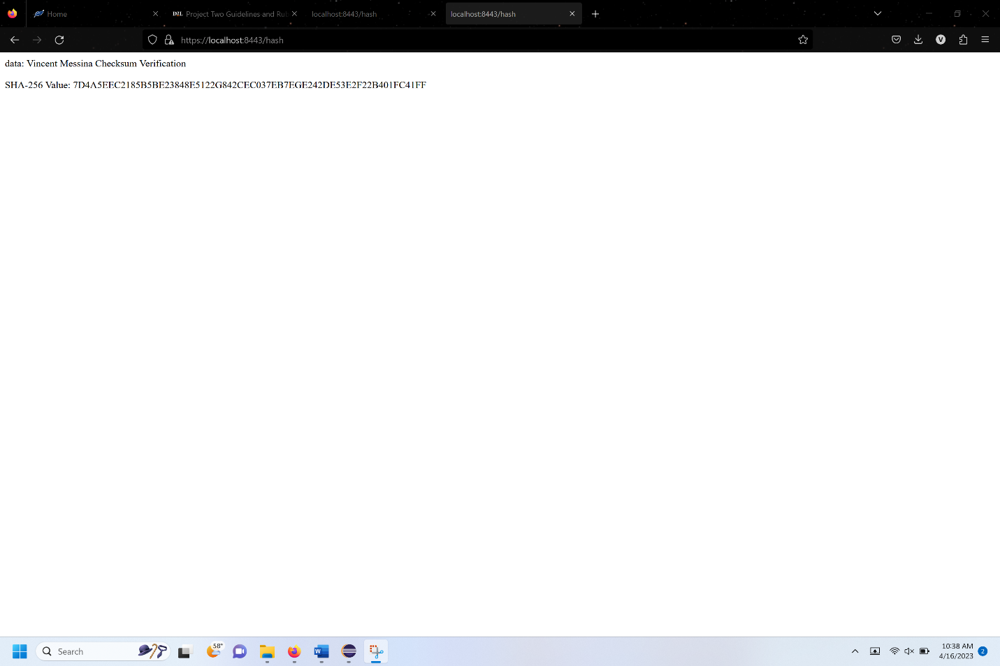 Home
D2L Project Two Guidelines and Rub
localhost:8443/hash
localhost:8443/hash
https://localhost:8443/hash
V
data: Vincent Messina Checksum Verification
SHA-256 Value: 7D4A5EEC2185B5BE23848E5122G842CEC037EB7EGE242DE53E2F22B401FC41FF
Search
58°
W
10:38 AM
4/16/2023
2